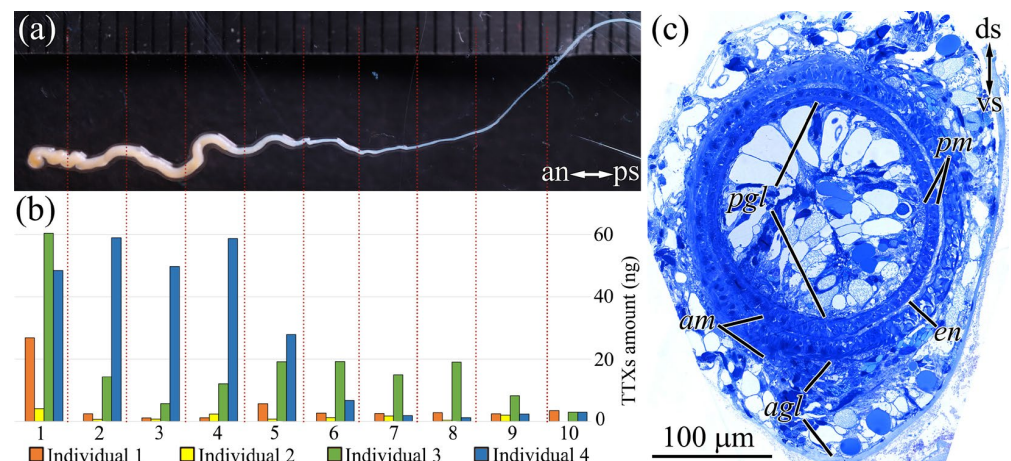 (a)
an ps
(b)
60
40
20
0
TTXs amount (ng)
1 2 3 4 5 6 7 8 9 10
Individual 1 Individual 2 Individual 3 Individual 4
(c)
ds
vs
pm
pgl
am
en
agl
100 μm